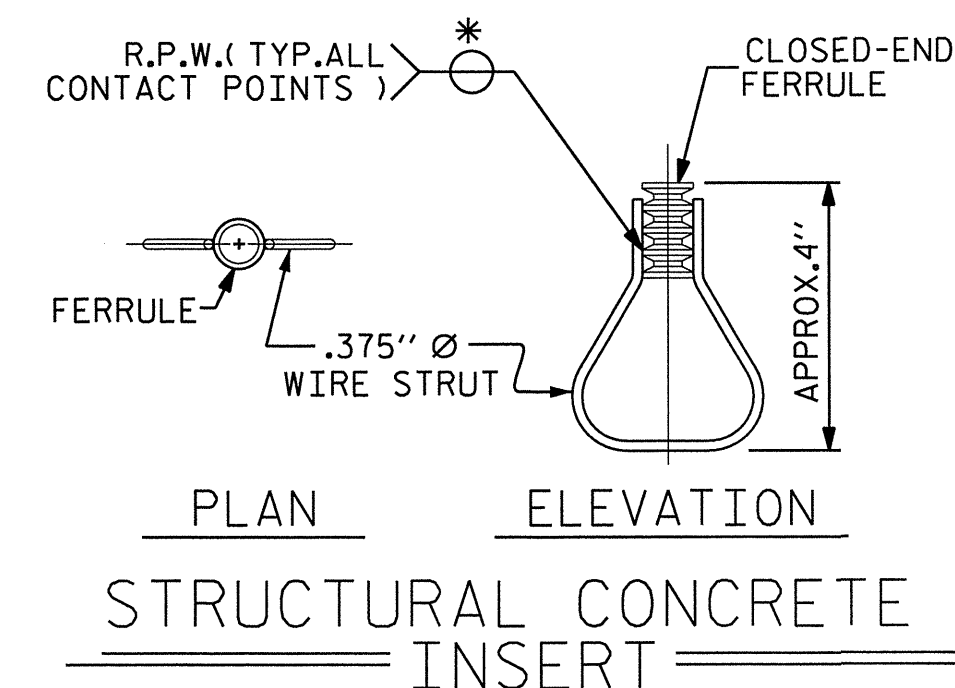 R.P.W.( TYP.ALL
CONTACT POINTS )
*
CLOSED-END
FERRULE
FERRULE
.375" Ø
WIRE STRUT
APPROX.4"
PLAN
ELEVATION
STRUCTURAL CONCRETE
INSERT